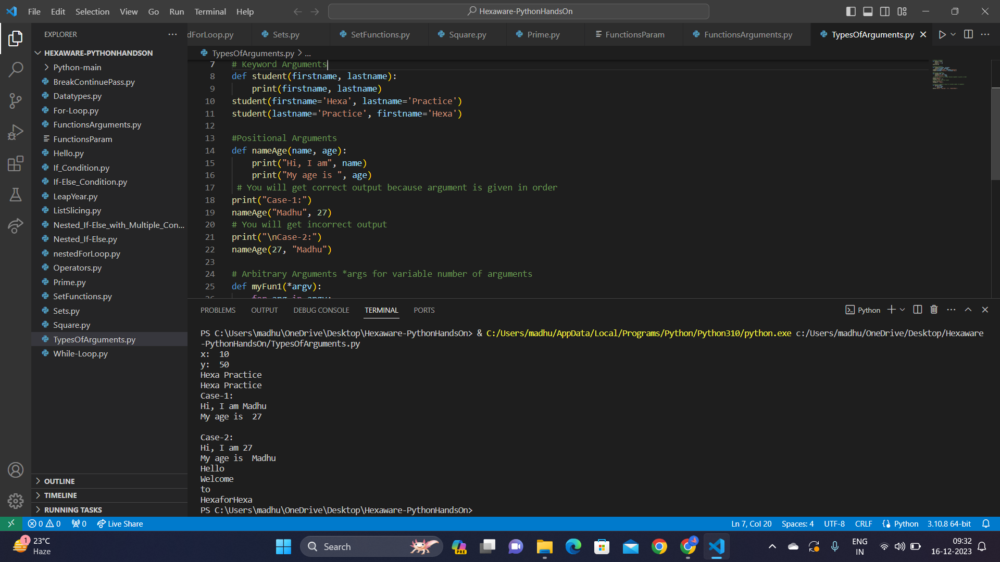 File Edit Selection View Go Run Terminal Help
Hexaware-PythonHandsOn
EXPLORER
HEXAWARE-PYTHONHANDSON
Python-main
BreakContinuePass.py
Datatypes.py
For-Loop.py
FunctionsArguments.py
FunctionsParam
Hello.py
If_Condition.py
If-Else_Condition.py
LeapYear.py
ListSlicing.py
Nested_If-Else_with_Multiple_Con...
Nested_If-Else.py
nestedForLoop.py
Operators.py
Prime.py
SetFunctions.py
Sets.py
Square.py
TypesOfArguments.py
While-Loop.py
OUTLINE
TIMELINE
RUNNING TASKS
dForLoop.py Sets.py SetFunctions.py Square.py Prime.py FunctionsParam FunctionsArguments.py TypesOfArguments.py
TypesOfArguments.py > ...
7 # Keyword Arguments
8 def student(firstname, lastname):
9 print(firstname, lastname)
10 student(firstname='Hexa', lastname='Practice')
11 student(lastname='Practice', firstname='Hexa')
12
13 #Positional Arguments
14 def nameAge(name, age):
15 print("Hi, I am", name)
16 print("My age is ", age)
17 # You will get correct output because argument is given in order
18 print("Case-1:")
19 nameAge("Madhu", 27)
20 # You will get incorrect output
21 print("\nCase-2:")
22 nameAge(27, "Madhu")
23
24 # Arbitrary Arguments *args for variable number of arguments
25 def myFun1(*argv):
26 for arg in argv:
PROBLEMS OUTPUT DEBUG CONSOLE TERMINAL PORTS
Python
PS C:\Users\madhu\OneDrive\Desktop\Hexaware-PythonHandsOn> & C:/Users/madhu/AppData/Local/Programs/Python/Python310/python.exe c:/Users/madhu/OneDrive/Desktop/Hexaware
-PythonHandsOn/TypesOfArguments.py
x:  10
y:  50
Hexa Practice
Hexa Practice
Case-1:
Hi, I am Madhu
My age is  27
Case-2:
Hi, I am 27
My age is  Madhu
Hello
Welcome
to
HexaforHexa
PS C:\Users\madhu\OneDrive\Desktop\Hexaware-PythonHandsOn>
0 0 0 Live Share
Ln 7, Col 20 Spaces: 4 UTF-8 CRLF Python 3.10.8 64-bit
1 23°C
Haze
Search
PRE
ENG
IN
09:32
16-12-2023